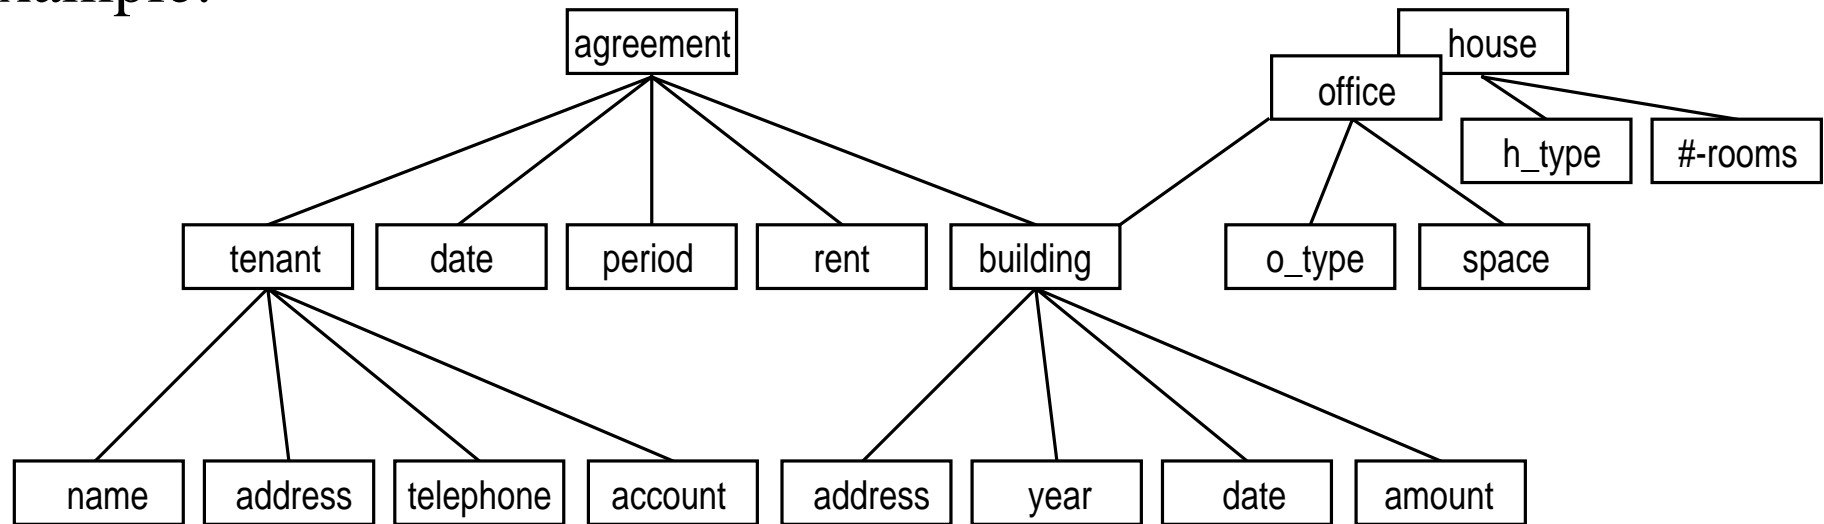 agreement
house
office
h_type
#-rooms
tenant
date
period
rent
building
o_type
space
name
address
telephone
account
address
year
date
amount